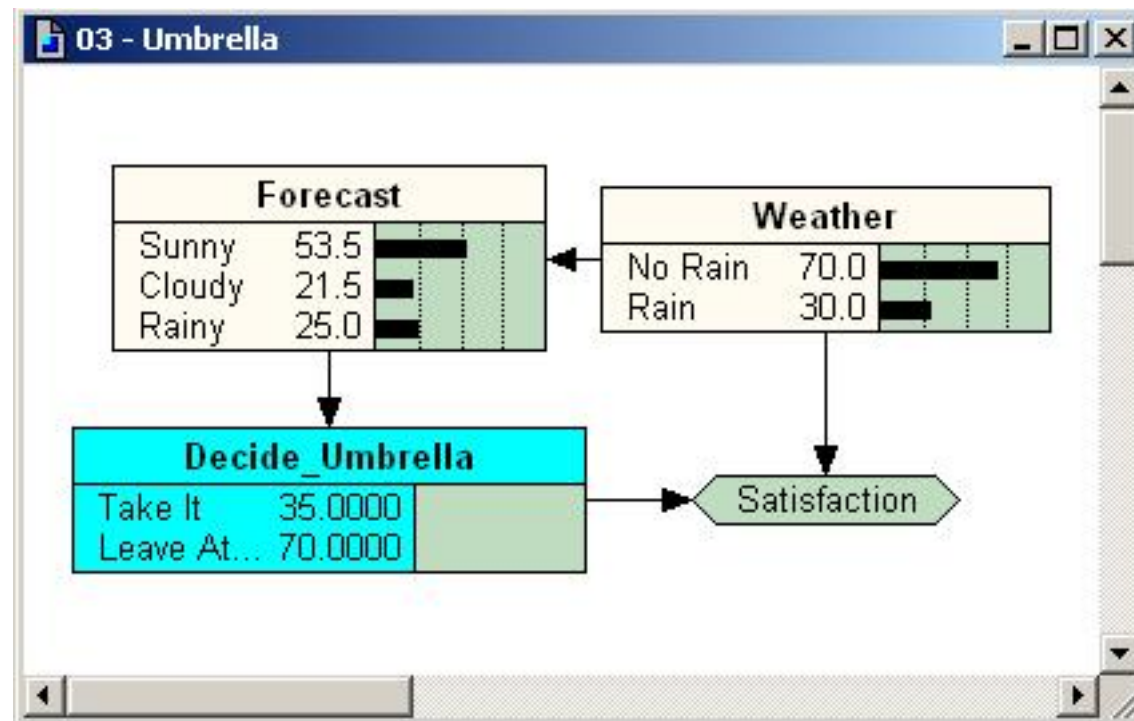 03 - Umbrella
Forecast
Sunny 53.5
Cloudy 21.5
Rainy 25.0
Weather
No Rain 70.0
Rain 30.0
Decide_Umbrella
Take It 35.0000
Leave At... 70.0000
Satisfaction